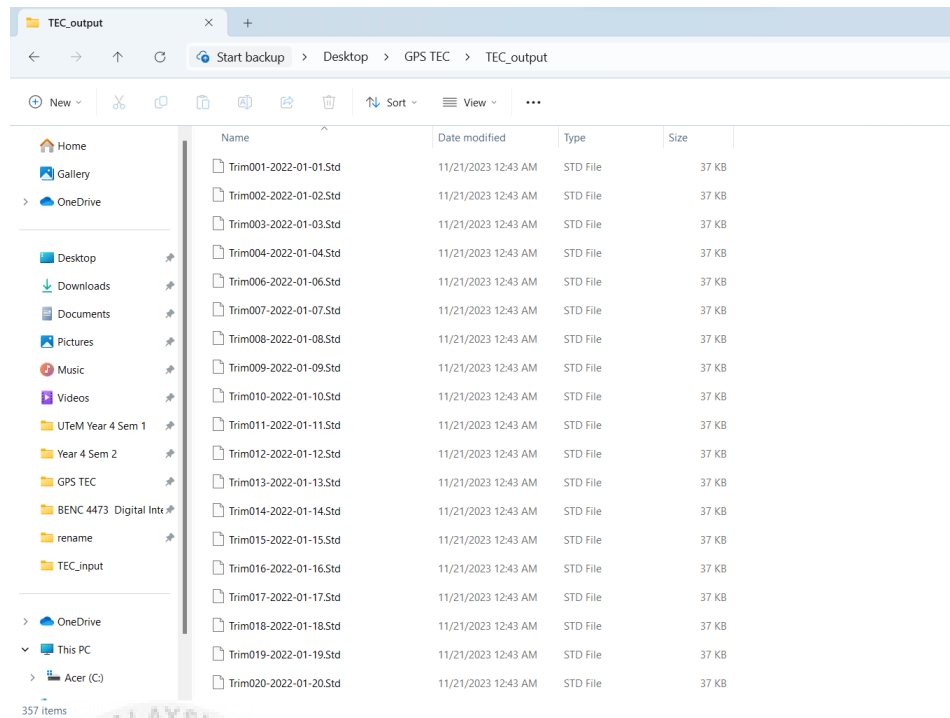 TEC_output
Start backup > Desktop > GPS TEC > TEC_output
New Sort View
Name Date modified Type Size
Home
Gallery
OneDrive
Desktop
Downloads
Documents
Pictures
Music
Videos
UTeM Year 4 Sem 1
Year 4 Sem 2
GPS TEC
BENC 4473 Digital Inte
rename
TEC_input
OneDrive
This PC
Acer (C:)
Trim001-2022-01-01.Std 11/21/2023 12:43 AM STD File 37 KB
Trim002-2022-01-02.Std 11/21/2023 12:43 AM STD File 37 KB
Trim003-2022-01-03.Std 11/21/2023 12:43 AM STD File 37 KB
Trim004-2022-01-04.Std 11/21/2023 12:43 AM STD File 37 KB
Trim006-2022-01-06.Std 11/21/2023 12:43 AM STD File 37 KB
Trim007-2022-01-07.Std 11/21/2023 12:43 AM STD File 37 KB
Trim008-2022-01-08.Std 11/21/2023 12:43 AM STD File 37 KB
Trim009-2022-01-09.Std 11/21/2023 12:43 AM STD File 37 KB
Trim010-2022-01-10.Std 11/21/2023 12:43 AM STD File 37 KB
Trim011-2022-01-11.Std 11/21/2023 12:43 AM STD File 37 KB
Trim012-2022-01-12.Std 11/21/2023 12:43 AM STD File 37 KB
Trim013-2022-01-13.Std 11/21/2023 12:43 AM STD File 37 KB
Trim014-2022-01-14.Std 11/21/2023 12:43 AM STD File 37 KB
Trim015-2022-01-15.Std 11/21/2023 12:43 AM STD File 37 KB
Trim016-2022-01-16.Std 11/21/2023 12:43 AM STD File 37 KB
Trim017-2022-01-17.Std 11/21/2023 12:43 AM STD File 37 KB
Trim018-2022-01-18.Std 11/21/2023 12:43 AM STD File 37 KB
Trim019-2022-01-19.Std 11/21/2023 12:43 AM STD File 37 KB
Trim020-2022-01-20.Std 11/21/2023 12:43 AM STD File 37 KB
357 items